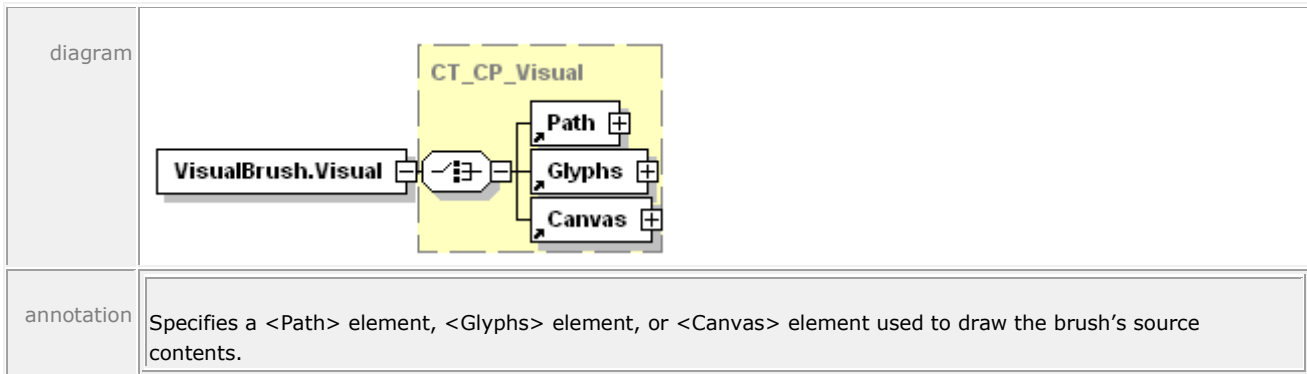 diagram
CT_CP_Visual
Path
VisualBrush.Visual
Glyphs
Canvas
annotation
Specifies a <Path> element, <Glyphs> element, or <Canvas> element used to draw the brush’s source
contents.